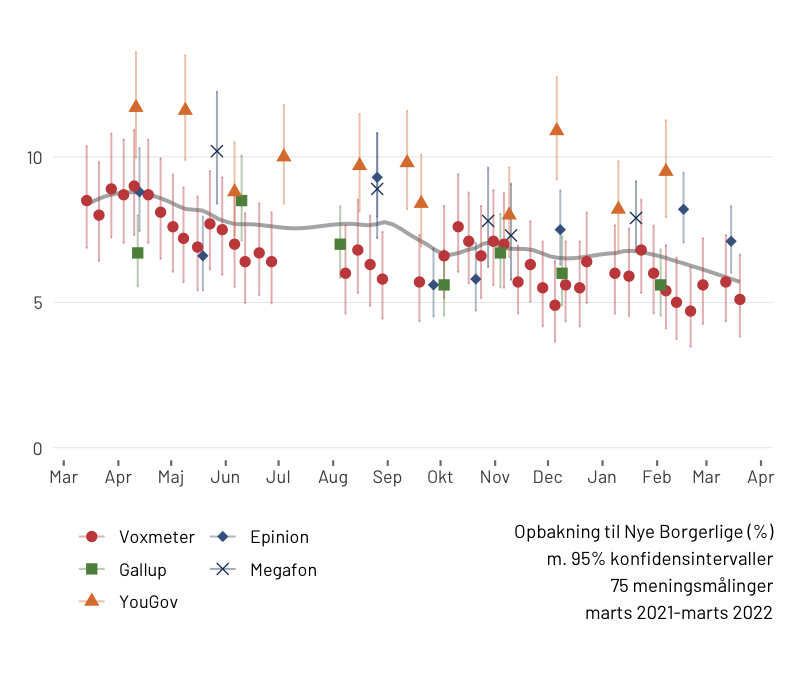 10
5
0
Mar Apr Maj Jun Jul Aug Sep Okt Nov Dec Jan Feb Mar Apr
Voxmeter Epinion
Gallup Megafon
YouGov
Opbakning til Nye Borgerlige (%)
m. 95% konfidensintervaller
75 meningsmålinger
marts 2021-marts 2022